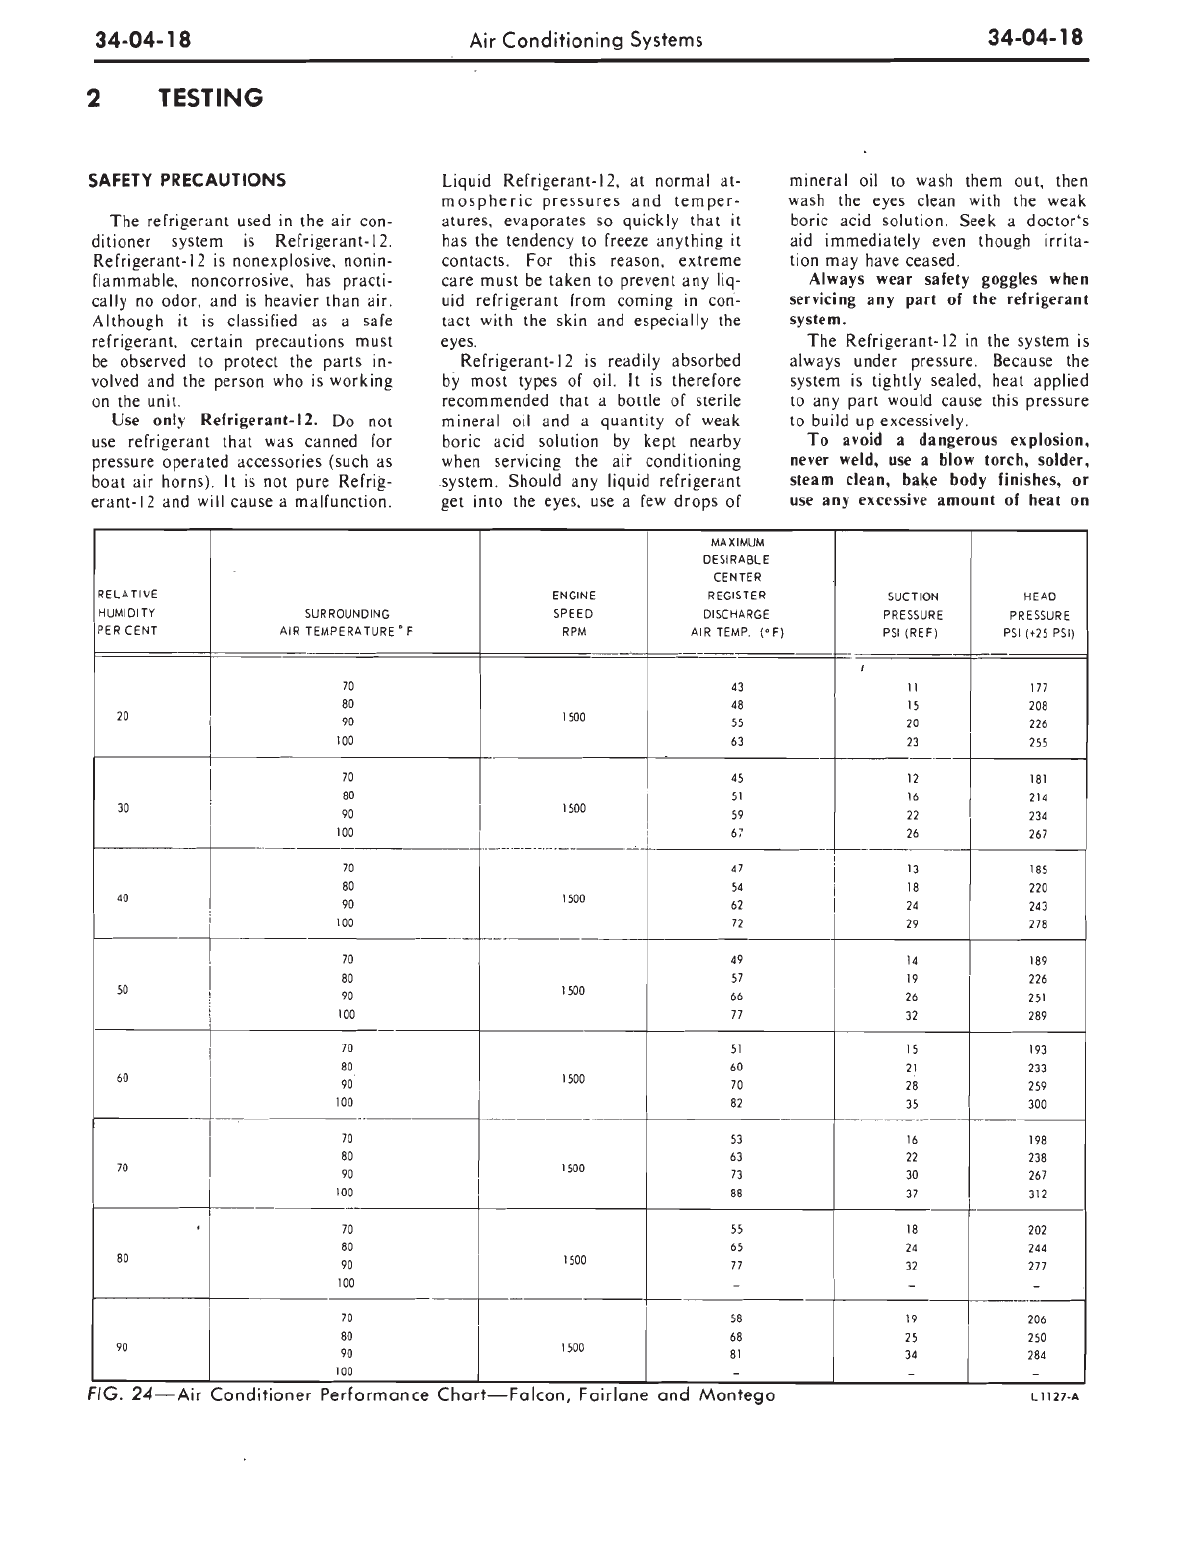 34-04-18 Air Conditioning Systems 34-04-18
2 TESTING
SAFETY PRECAUTIONS
The refrigerant used in the air con-
ditioner system is Refrigerant-12.
Refrigerant-12 is nonexplosive, nonin-
flammable, noncorrosive, has practi-
cally no odor, and is heavier than air.
Although it is classified as a safe
refrigerant, certain precautions must
be observed to protect the parts in-
volved and the person who is working
on the unit.
Use only Refrigerant-12. Do not
use refrigerant that was canned for
pressure operated accessories (such as
boat air horns). It is not pure Refrig-
erant-12 and will cause a malfunction.
Liquid Refrigerant-12, at normal at-
mospheric pressures and temper-
atures, evaporates so quickly that it
has the tendency to freeze anything it
contacts. For this reason, extreme
care must be taken to prevent any liq-
uid refrigerant from coming in con-
tact with the skin and especially the
eyes.
Refrigerant-12 is readily absorbed
by most types of oil. It is therefore
recommended that a bottle of sterile
mineral oil and a quantity of weak
boric acid solution by kept nearby
when servicing the air conditioning
system. Should any liquid refrigerant
get into the eyes, use a few drops of
mineral oil to wash them out, then
wash the eyes clean with the weak
boric acid solution. Seek a doctor's
aid immediately even though irrita-
tion may have ceased.
Always wear safety goggles when
servicing any part of the refrigerant
system.
The Refrigerant-12 in the system is
always under pressure. Because the
system is tightly sealed, heat applied
to any part would cause this pressure
to build up excessively.
To avoid a dangerous explosion,
never weld, use a blow torch, solder,
steam clean, bake body finishes, or
use any excessive amount of heat on
RELATIVE
HUMIDITY
PER CENT
SURROUNDING
AIR TEMPERATURE °F
ENGINE
SPEED
RPM
MAXIMUM
DESIRABLE
CENTER
REGISTER
DISCHARGE
AIR TEMP. (°F)
SUCTION
PRESSURE
PSI (REF)
HEAD
PRESSURE
PSI (+25 PSI)
20 1500
70 43 11 177
80 48 15 208
90 55 20 226
100 63 23 255
30 1500
70 45 12 181
80 51 16 214
90 59 22 234
100 67 26 267
40 1500
70 47 13 185
80 54 18 220
90 62 24 243
100 72 29 278
50 1500
70 49 14 189
80 57 19 226
90 66 26 251
100 77 32 289
60 1500
70 51 15 193
80 60 21 233
90 70 28 259
100 82 35 300
70 1500
70 53 16 198
80 63 22 238
90 73 30 267
100 88 37 312
80 1500
70 55 18 202
80 65 24 244
90 77 32 277
100 – – –
90 1500
70 58 19 206
80 68 25 250
90 81 34 284
100 – – –
FIG. 24—Air Conditioner Performance Chart—Falcon, Fairlane and Montego L1127-A